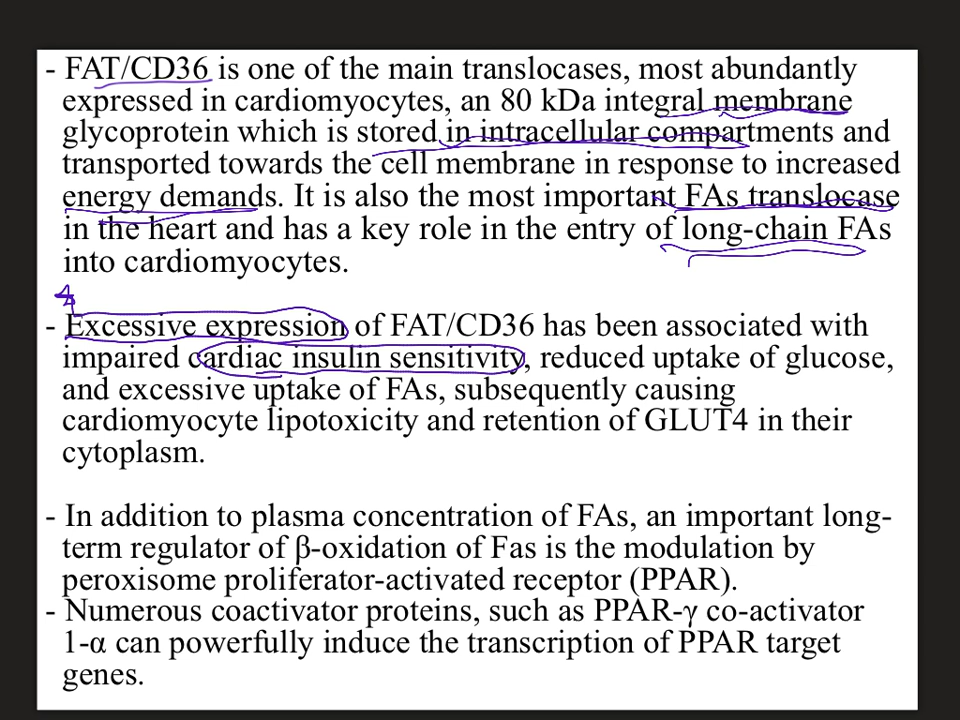 - FAT/CD36 is one of the main translocases, most abundantly
expressed in cardiomyocytes, an 80 kDa integral membrane
glycoprotein which is stored in intracellular compartments and
transported towards the cell membrane in response to increased
energy demands. It is also the most important FAs translocase
in the heart and has a key role in the entry of long-chain FAs
into cardiomyocytes.
- Excessive expression of FAT/CD36 has been associated with
impaired cardiac insulin sensitivity, reduced uptake of glucose,
and excessive uptake of FAs, subsequently causing
cardiomyocyte lipotoxicity and retention of GLUT4 in their
cytoplasm.
- In addition to plasma concentration of FAs, an important long-
term regulator of β-oxidation of Fas is the modulation by
peroxisome proliferator-activated receptor (PPAR).
- Numerous coactivator proteins, such as PPAR-γ co-activator
1-α can powerfully induce the transcription of PPAR target
genes.